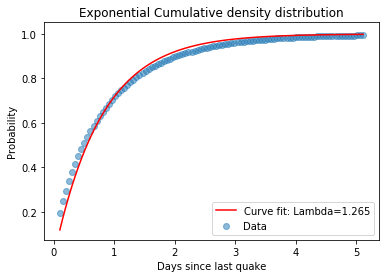 Exponential Cumulative density distribution
Probability
1.0
0.8
0.6
0.4
0.2
Curve fit: Lambda=1.265
Data
0 1 2 3 4 5
Days since last quake